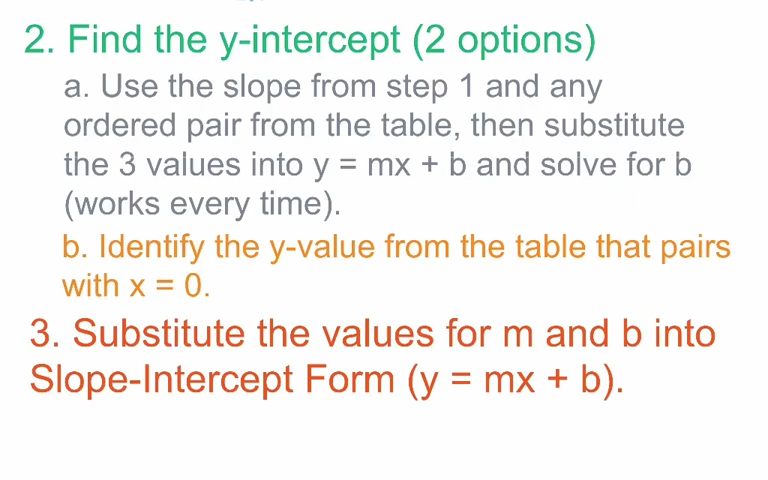 2. Find the y-intercept (2 options)
a. Use the slope from step 1 and any
ordered pair from the table, then substitute
the 3 values into y = mx + b and solve for b
(works every time).
b. Identify the y-value from the table that pairs
with x = 0.
3. Substitute the values for m and b into
Slope-Intercept Form (y = mx + b).